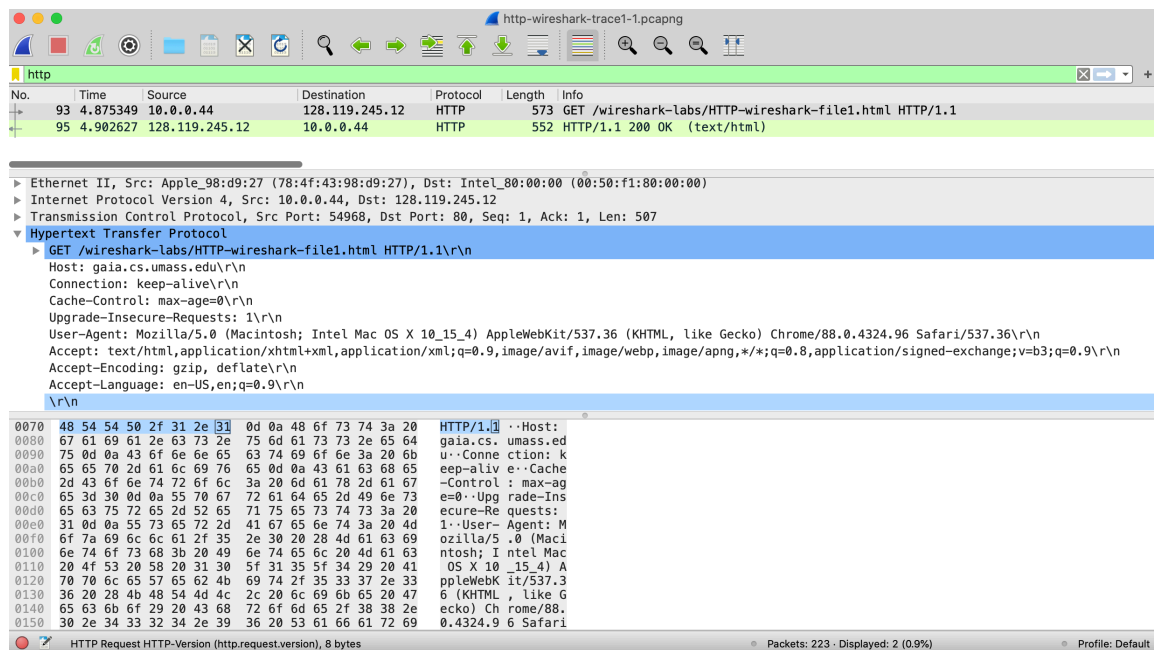 http-wireshark-trace1-1.pcapng
http
+
No. Time Source Destination Protocol Length Info
93 4.875349 10.0.0.44 128.119.245.12 HTTP 573 GET /wireshark-labs/HTTP-wireshark-file1.html HTTP/1.1
95 4.902627 128.119.245.12 10.0.0.44 HTTP 552 HTTP/1.1 200 OK (text/html)
Ethernet II, Src: Apple_98:d9:27 (78:4f:43:98:d9:27), Dst: Intel_80:00:00 (00:50:f1:80:00:00)
Internet Protocol Version 4, Src: 10.0.0.44, Dst: 128.119.245.12
Transmission Control Protocol, Src Port: 54968, Dst Port: 80, Seq: 1, Ack: 1, Len: 507
Hypertext Transfer Protocol
GET /wireshark-labs/HTTP-wireshark-file1.html HTTP/1.1\r\n
Host: gaia.cs.umass.edu\r\n
Connection: keep-alive\r\n
Cache-Control: max-age=0\r\n
Upgrade-Insecure-Requests: 1\r\n
User-Agent: Mozilla/5.0 (Macintosh; Intel Mac OS X 10_15_4) AppleWebKit/537.36 (KHTML, like Gecko) Chrome/88.0.4324.96 Safari/537.36\r\n
Accept: text/html,application/xhtml+xml,application/xml;q=0.9,image/avif,image/webp,image/apng,*/*;q=0.8,application/signed-exchange;v=b3;q=0.9\r\n
Accept-Encoding: gzip, deflate\r\n
Accept-Language: en-US,en;q=0.9\r\n
\r\n
0070 48 54 54 50 2f 31 2e 31 0d 0a 48 6f 73 74 3a 20 HTTP/1.1 ··Host:
0080 67 61 69 61 2e 63 73 2e 75 6d 61 73 73 2e 65 64 gaia.cs. umass.ed
0090 75 0d 0a 43 6f 6e 6e 65 63 74 69 6f 6e 3a 20 6b u··Conne ction: k
00a0 65 65 70 2d 61 6c 69 76 65 0d 0a 43 61 63 68 65 eep-aliv e··Cache
00b0 2d 43 6f 6e 74 72 6f 6c 3a 20 6d 61 78 2d 61 67 -Control : max-ag
00c0 65 3d 30 0d 0a 55 70 67 72 61 64 65 2d 49 6e 73 e=0··Upg rade-Ins
00d0 65 63 75 72 65 2d 52 65 71 75 65 73 74 73 3a 20 ecure-Re quests:
00e0 31 0d 0a 55 73 65 72 2d 41 67 65 6e 74 3a 20 4d 1··User- Agent: M
00f0 6f 7a 69 6c 6c 61 2f 35 2e 30 20 28 4d 61 63 69 ozilla/5 .0 (Maci
0100 6e 74 6f 73 68 3b 20 49 6e 74 65 6c 20 4d 61 63 ntosh; I ntel Mac
0110 20 4f 53 20 58 20 31 30 5f 31 35 5f 34 29 20 41 OS X 10 _15_4) A
0120 70 70 6c 65 57 65 62 4b 69 74 2f 35 33 37 2e 33 ppleWebK it/537.3
0130 36 20 28 4b 48 54 4d 4c 2c 20 6c 69 6b 65 20 47 6 (KHTML , like G
0140 65 63 6b 6f 29 20 43 68 72 6f 6d 65 2f 38 38 2e ecko) Ch rome/88.
0150 30 2e 34 33 32 34 2e 39 36 20 53 61 66 61 72 69 0.4324.9 6 Safari
HTTP Request HTTP-Version (http.request.version), 8 bytes Packets: 223 · Displayed: 2 (0.9%) Profile: Default